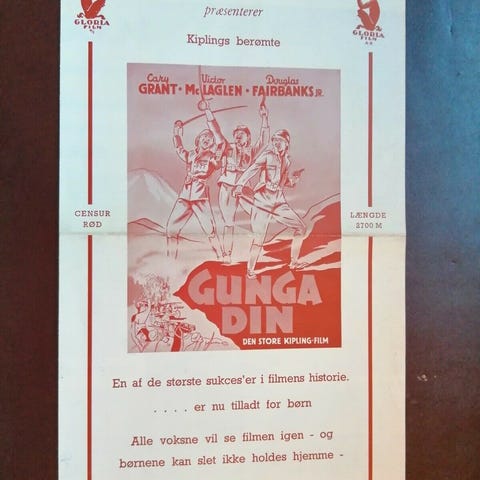 præsenterer
GLORIA
FILM
A/S
GLORIA
FILM
A/S
Kiplings berømte
Cary GRANT · Victor McLAGLEN · Douglas FAIRBANKS JR.
CENSUR
RØD
LÆNGDE
2700 M
GUNGA
DIN
DEN STORE KIPLING-FILM
En af de største sukces'er i filmens historie.
. . . . er nu tilladt for børn
Alle voksne vil se filmen igen - og
børnene kan slet ikke holdes hjemme -